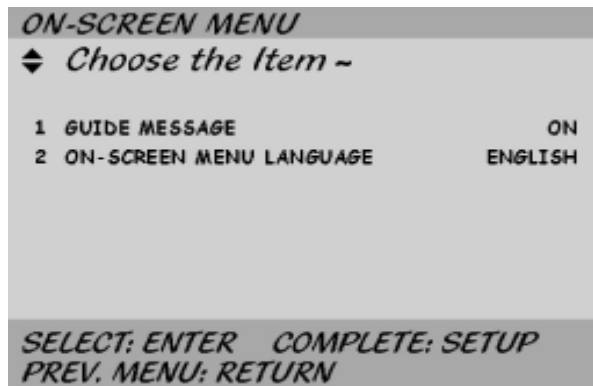 ON-SCREEN MENU
Choose the Item ~
1 GUIDE MESSAGE ON
2 ON-SCREEN MENU LANGUAGE ENGLISH
SELECT: ENTER COMPLETE: SETUP
PREV. MENU: RETURN